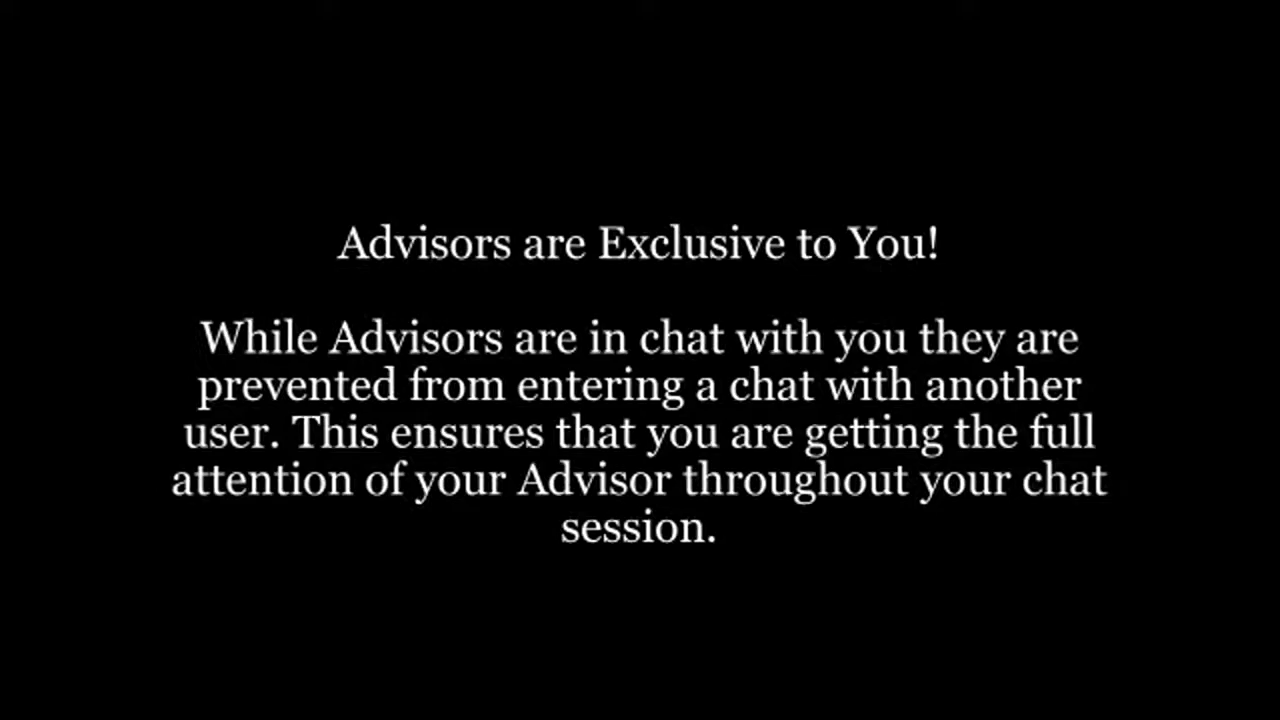 Advisors are Exclusive to You!
While Advisors are in chat with you they are
prevented from entering a chat with another
user. This ensures that you are getting the full
attention of your Advisor throughout your chat
session.